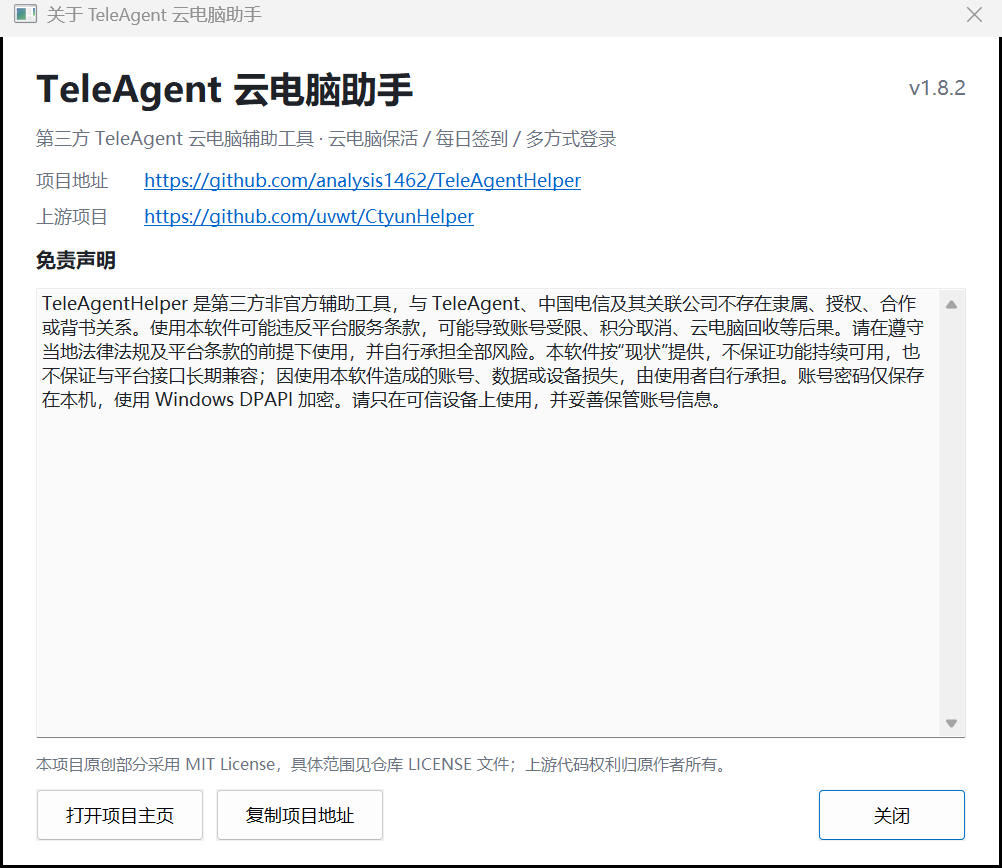 关于 TeleAgent 云电脑助手
TeleAgent 云电脑助手
v1.8.2
第三方 TeleAgent 云电脑辅助工具 · 云电脑保活 / 每日签到 / 多方式登录
项目地址 https://github.com/analysis1462/TeleAgentHelper
上游项目 https://github.com/uvwt/CtyunHelper
免责声明
TeleAgentHelper 是第三方非官方辅助工具，与 TeleAgent、中国电信及其关联公司不存在隶属、授权、合作
或背书关系。使用本软件可能违反平台服务条款，可能导致账号受限、积分取消、云电脑回收等后果。请在遵守
当地法律法规及平台条款的前提下使用，并自行承担全部风险。本软件按“现状”提供，不保证功能持续可用，也
不保证与平台接口长期兼容；因使用本软件造成的账号、数据或设备损失，由使用者自行承担。账号密码仅保存
在本机，使用 Windows DPAPI 加密。请只在可信设备上使用，并妥善保管账号信息。
本项目原创部分采用 MIT License，具体范围见仓库 LICENSE 文件；上游代码权利归原作者所有。
打开项目主页
复制项目地址
关闭